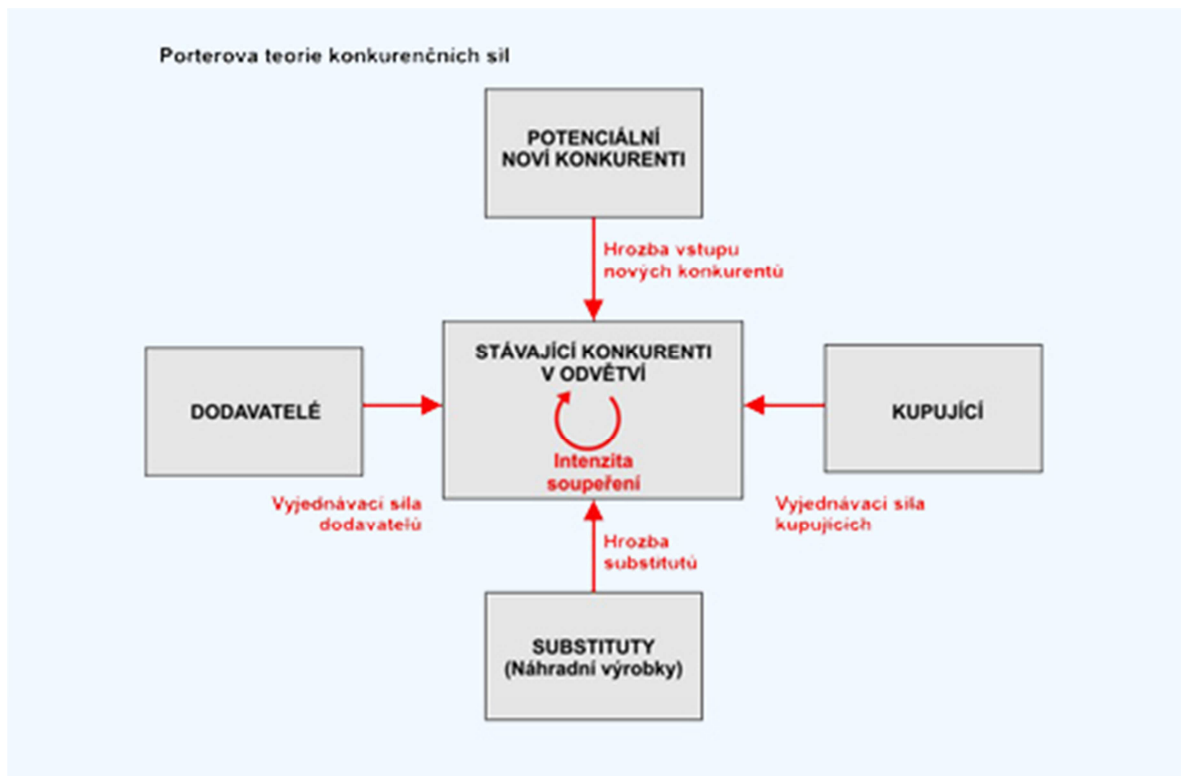 Porterova teorie konkurenčních sil
POTENCIÁLNÍ
NOVÍ KONKURENTI
Hrozba vstupu
nových konkurentů
STÁVAJÍCÍ KONKURENTI
V ODVĚTVÍ
Intenzita
soupeření
DODAVATELÉ
KUPUJÍCÍ
Vyjednávací síla
dodavatelů
Vyjednávací síla
kupujících
Hrozba
substitutů
SUBSTITUTY
(Náhradní výrobky)